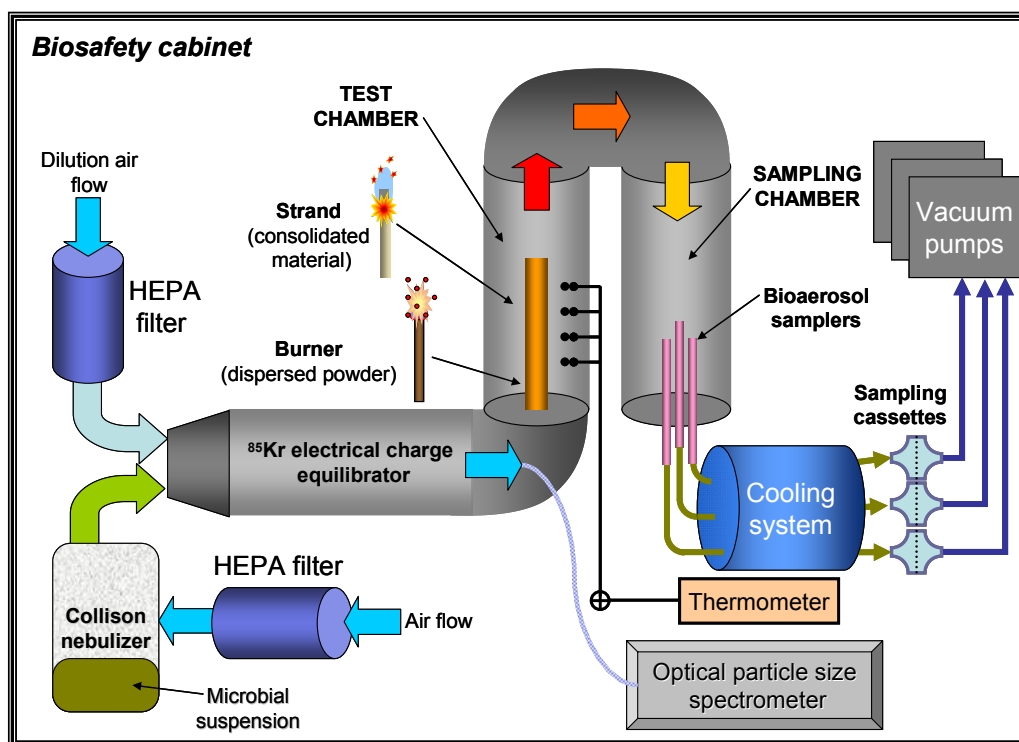 Biosafety cabinet
Dilution air
flow
HEPA
filter
TEST
CHAMBER
Strand
(consolidated
material)
Burner
(dispersed powder)
SAMPLING
CHAMBER
Vacuum
pumps
Bioaerosol
samplers
Sampling
cassettes
⁸⁵Kr electrical charge
equilibrator
Cooling
system
HEPA filter
Collison
nebulizer
Air flow
Thermometer
Microbial
suspension
Optical particle size
spectrometer